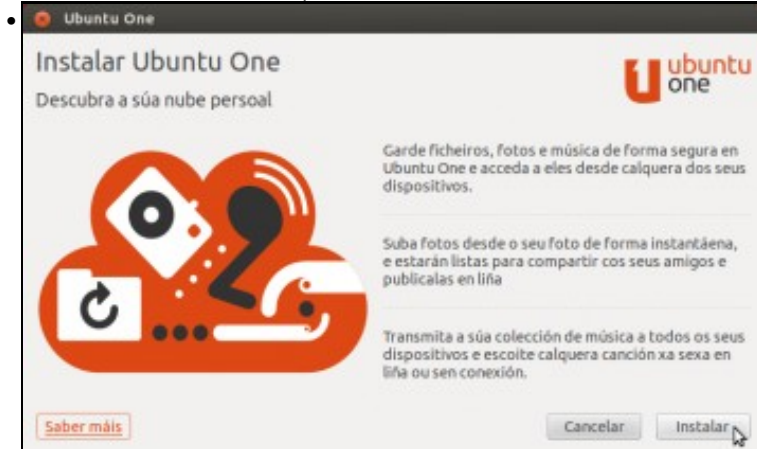 Ubuntu One
Instalar Ubuntu One
Descubra a súa nube persoal
ubuntu
one
Garde ficheiros, fotos e música de forma segura en
Ubuntu One e acceda a eles desde calquera dos seus
dispositivos.
Suba fotos desde o seu foto de forma instantáena,
e estarán listas para compartir cos seus amigos e
publicalas en liña
Transmita a súa colección de música a todos os seus
dispositivos e escoite calquera canción xa sexa en
liña ou sen conexión.
Saber máis
Cancelar
Instalar